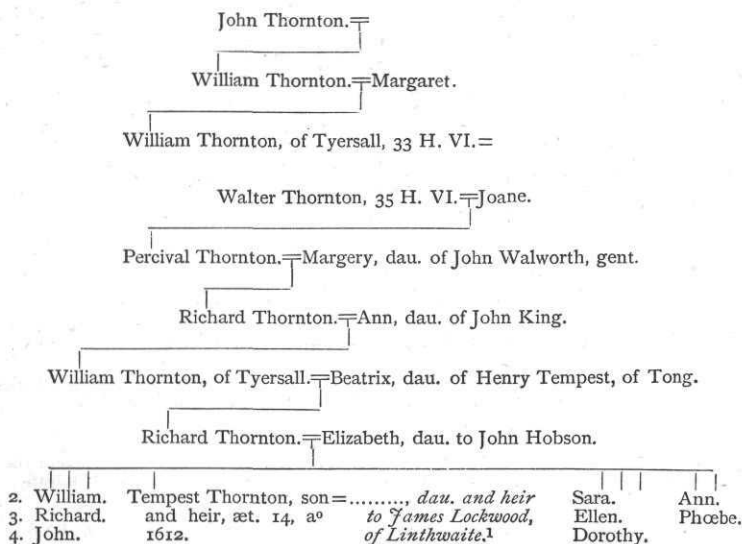 John Thornton.=
William Thornton.=Margaret.
William Thornton, of Tyersall, 33 H. VI.=
Walter Thornton, 35 H. VI.=Joane.
Percival Thornton.=Margery, dau. of John Walworth, gent.
Richard Thornton.=Ann, dau. of John King.
William Thornton, of Tyersall.=Beatrix, dau. of Henry Tempest, of Tong.
Richard Thornton.=Elizabeth, dau. to John Hobson.
2. William. Tempest Thornton, son=........., dau. and heir Sara. Ann.
3. Richard. and heir, æt. 14, aº to James Lockwood, Ellen. Phœbe.
4. John. 1612. of Linthwaite.¹ Dorothy.